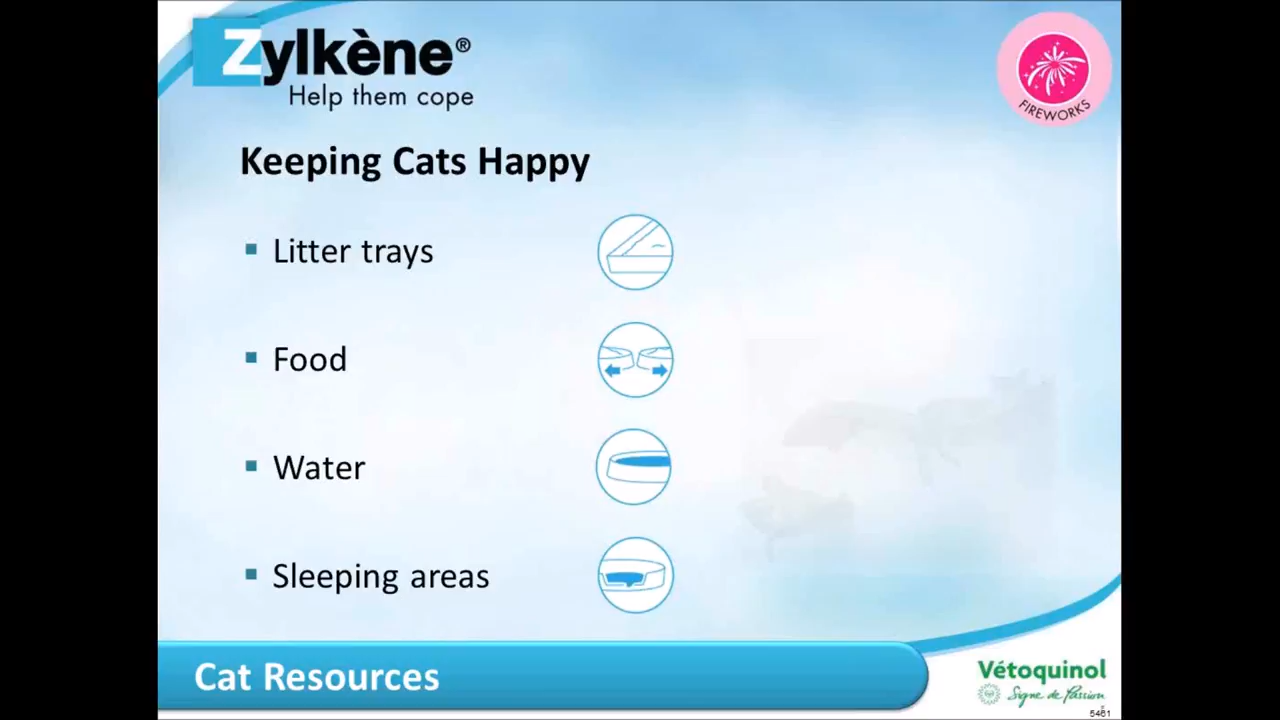 Zylkène®
Help them cope
FIREWORKS
Keeping Cats Happy
Litter trays
Food
Water
Sleeping areas
Cat Resources
Vétoquinol
Signe de Passion
5461